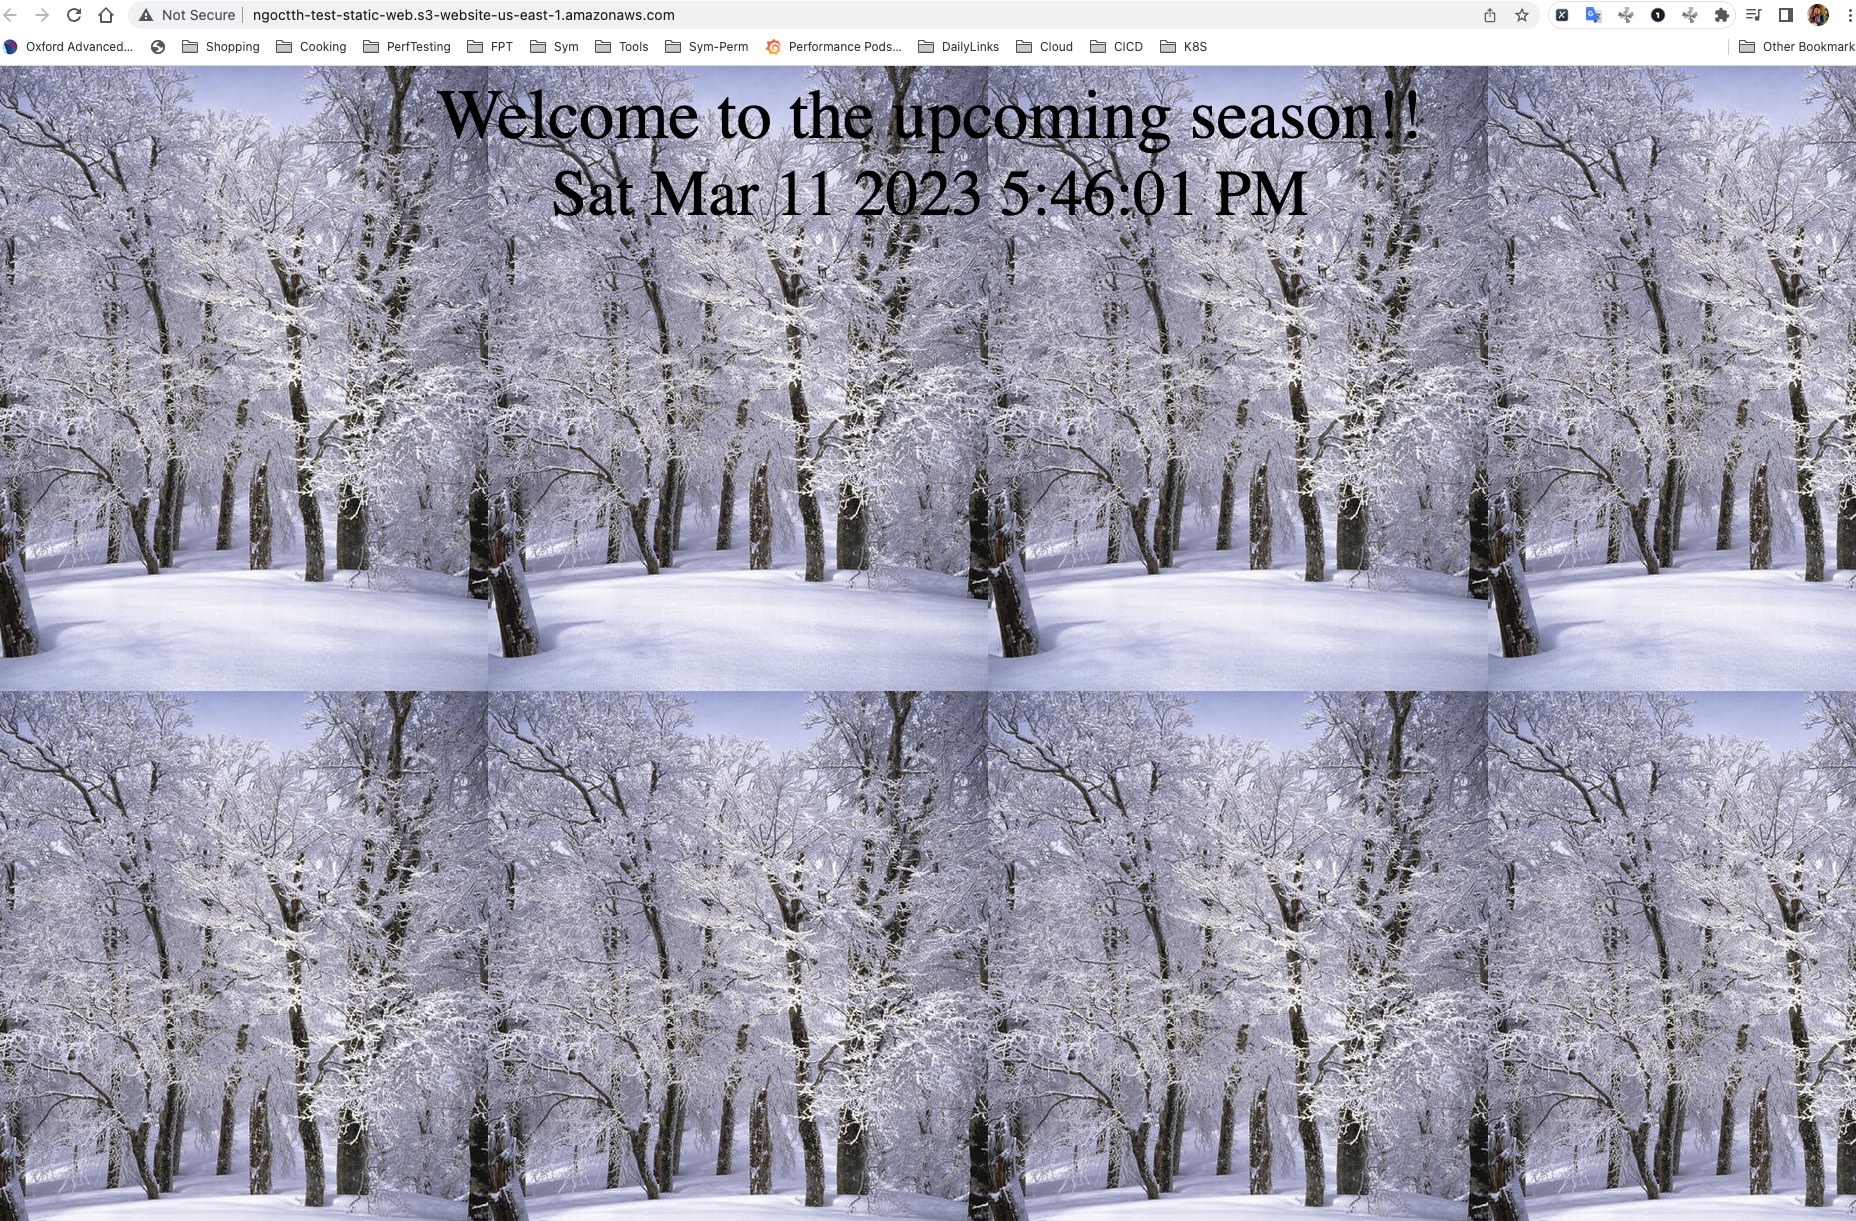 Not Secure ngoctth-test-static-web.s3-website-us-east-1.amazonaws.com
Oxford Advanced... Shopping Cooking PerfTesting FPT Sym Tools Sym-Perm Performance Pods... DailyLinks Cloud CICD K8S Other Bookmarks
Welcome to the upcoming season!!
Sat Mar 11 2023 5:46:01 PM